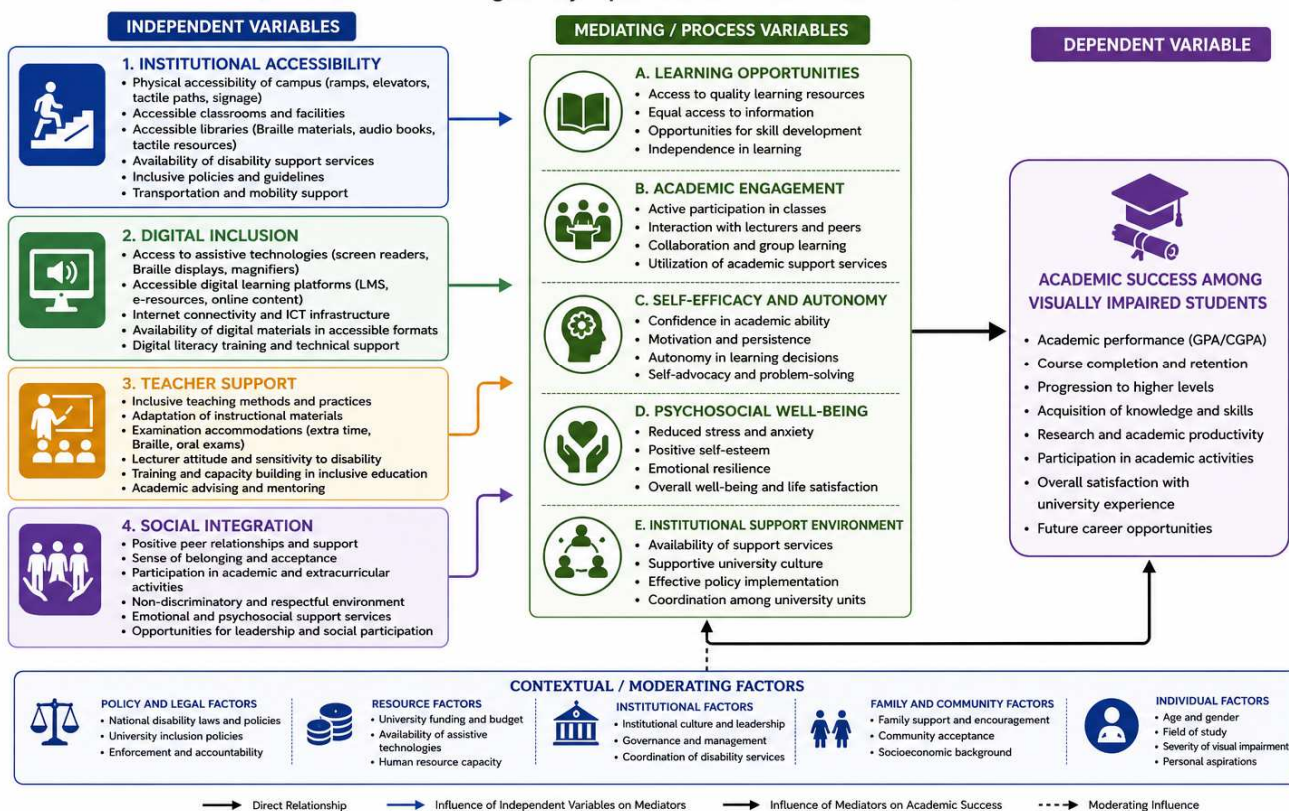 INDEPENDENT VARIABLES
1. INSTITUTIONAL ACCESSIBILITY
• Physical accessibility of campus (ramps, elevators,
tactile paths, signage)
• Accessible classrooms and facilities
• Accessible libraries (Braille materials, audio books,
tactile resources)
• Availability of disability support services
• Inclusive policies and guidelines
• Transportation and mobility support
2. DIGITAL INCLUSION
• Access to assistive technologies (screen readers,
Braille displays, magnifiers)
• Accessible digital learning platforms (LMS,
e-resources, online content)
• Internet connectivity and ICT infrastructure
• Availability of digital materials in accessible formats
• Digital literacy training and technical support
3. TEACHER SUPPORT
• Inclusive teaching methods and practices
• Adaptation of instructional materials
• Examination accommodations (extra time,
Braille, oral exams)
• Lecturer attitude and sensitivity to disability
• Training and capacity building in inclusive education
• Academic advising and mentoring
4. SOCIAL INTEGRATION
• Positive peer relationships and support
• Sense of belonging and acceptance
• Participation in academic and extracurricular
activities
• Non-discriminatory and respectful environment
• Emotional and psychosocial support services
• Opportunities for leadership and social participation
MEDIATING / PROCESS VARIABLES
A. LEARNING OPPORTUNITIES
• Access to quality learning resources
• Equal access to information
• Opportunities for skill development
• Independence in learning
B. ACADEMIC ENGAGEMENT
• Active participation in classes
• Interaction with lecturers and peers
• Collaboration and group learning
• Utilization of academic support services
C. SELF-EFFICACY AND AUTONOMY
• Confidence in academic ability
• Motivation and persistence
• Autonomy in learning decisions
• Self-advocacy and problem-solving
D. PSYCHOSOCIAL WELL-BEING
• Reduced stress and anxiety
• Positive self-esteem
• Emotional resilience
• Overall well-being and life satisfaction
E. INSTITUTIONAL SUPPORT ENVIRONMENT
• Availability of support services
• Supportive university culture
• Effective policy implementation
• Coordination among university units
DEPENDENT VARIABLE
ACADEMIC SUCCESS AMONG
VISUALLY IMPAIRED STUDENTS
• Academic performance (GPA/CGPA)
• Course completion and retention
• Progression to higher levels
• Acquisition of knowledge and skills
• Research and academic productivity
• Participation in academic activities
• Overall satisfaction with
university experience
• Future career opportunities
CONTEXTUAL / MODERATING FACTORS
POLICY AND LEGAL FACTORS
• National disability laws and policies
• University inclusion policies
• Enforcement and accountability
RESOURCE FACTORS
• University funding and budget
• Availability of assistive
technologies
• Human resource capacity
INSTITUTIONAL FACTORS
• Institutional culture and leadership
• Governance and management
• Coordination of disability services
FAMILY AND COMMUNITY FACTORS
• Family support and encouragement
• Community acceptance
• Socioeconomic background
INDIVIDUAL FACTORS
• Age and gender
• Field of study
• Severity of visual impairment
• Personal aspirations
Direct Relationship
Influence of Independent Variables on Mediators
Influence of Mediators on Academic Success
Moderating Influence